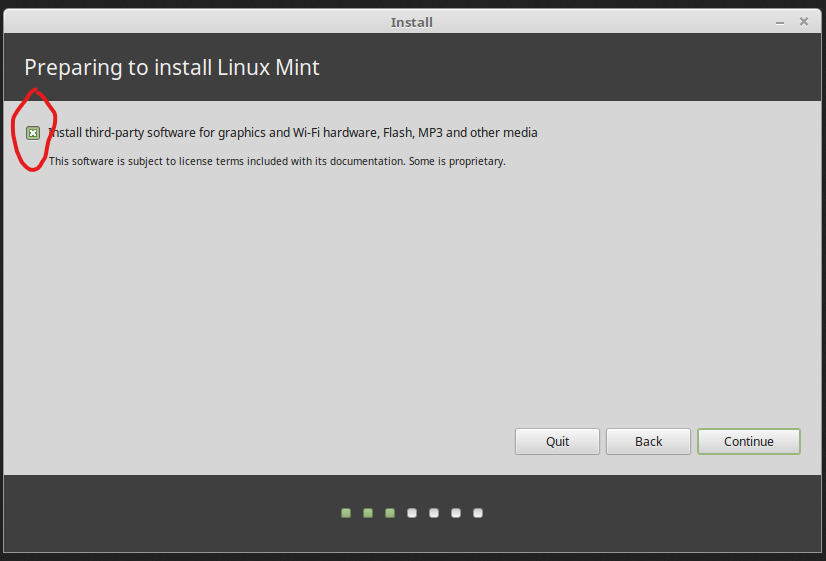 Install
Preparing to install Linux Mint
Install third-party software for graphics and Wi-Fi hardware, Flash, MP3 and other media
This software is subject to license terms included with its documentation. Some is proprietary.
Quit Back Continue